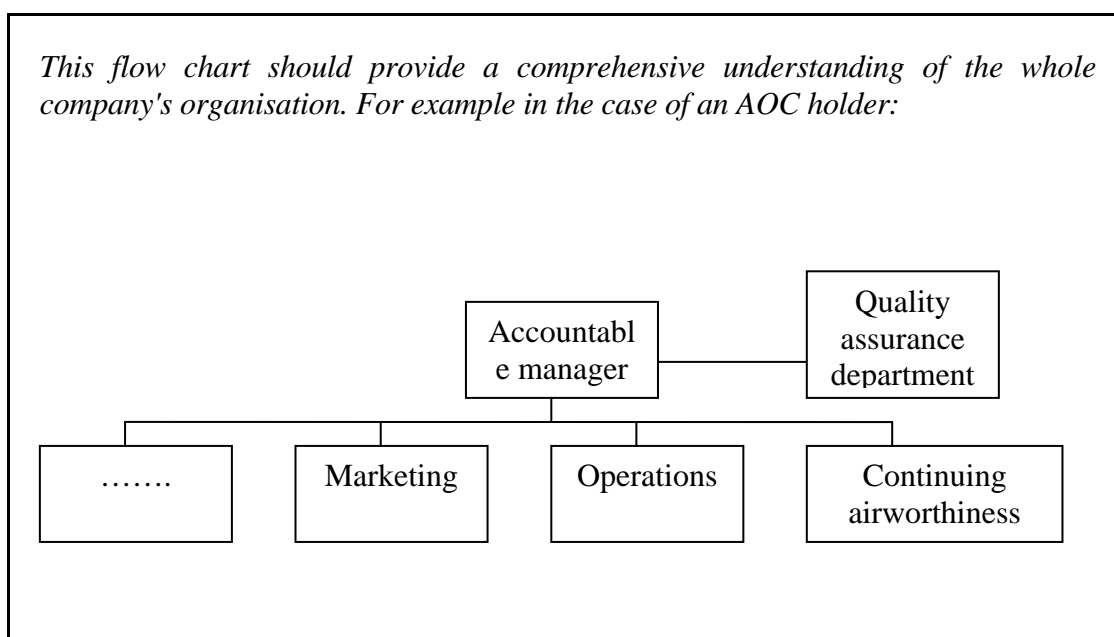 This flow chart should provide a comprehensive understanding of the whole
company's organisation. For example in the case of an AOC holder:
Quality
assurance
department
Accountabl
e manager
…….
Marketing
Operations
Continuing
airworthiness